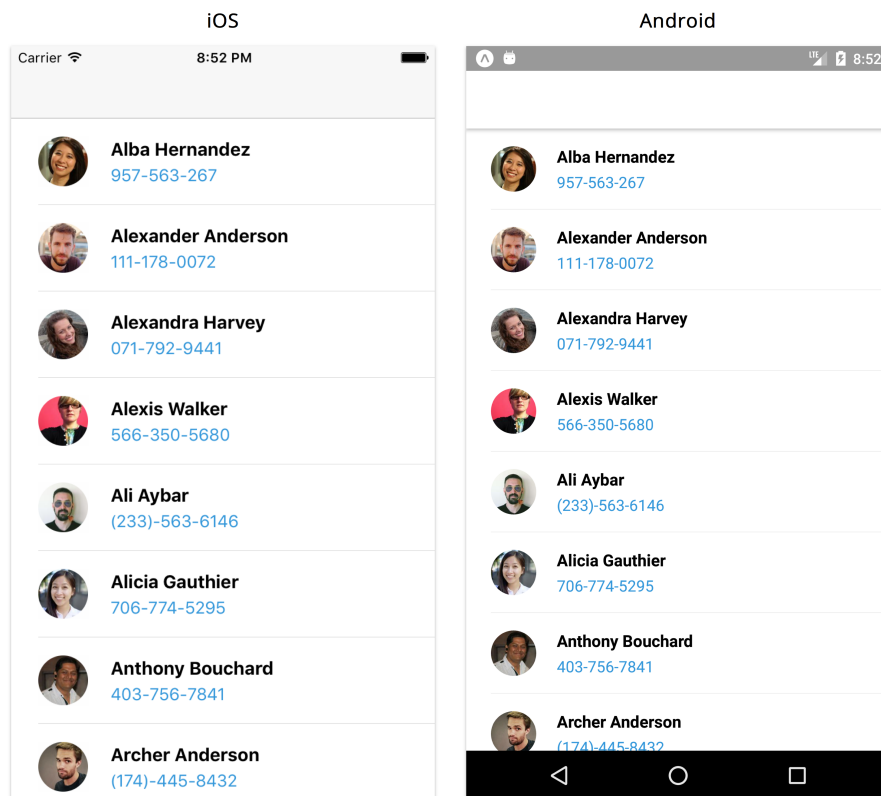 iOS
Carrier 8:52 PM
Alba Hernandez
957-563-267
Alexander Anderson
111-178-0072
Alexandra Harvey
071-792-9441
Alexis Walker
566-350-5680
Ali Aybar
(233)-563-6146
Alicia Gauthier
706-774-5295
Anthony Bouchard
403-756-7841
Archer Anderson
(174)-445-8432
Android
LTE 8:52
Alba Hernandez
957-563-267
Alexander Anderson
111-178-0072
Alexandra Harvey
071-792-9441
Alexis Walker
566-350-5680
Ali Aybar
(233)-563-6146
Alicia Gauthier
706-774-5295
Anthony Bouchard
403-756-7841
Archer Anderson
(174)-445-8432